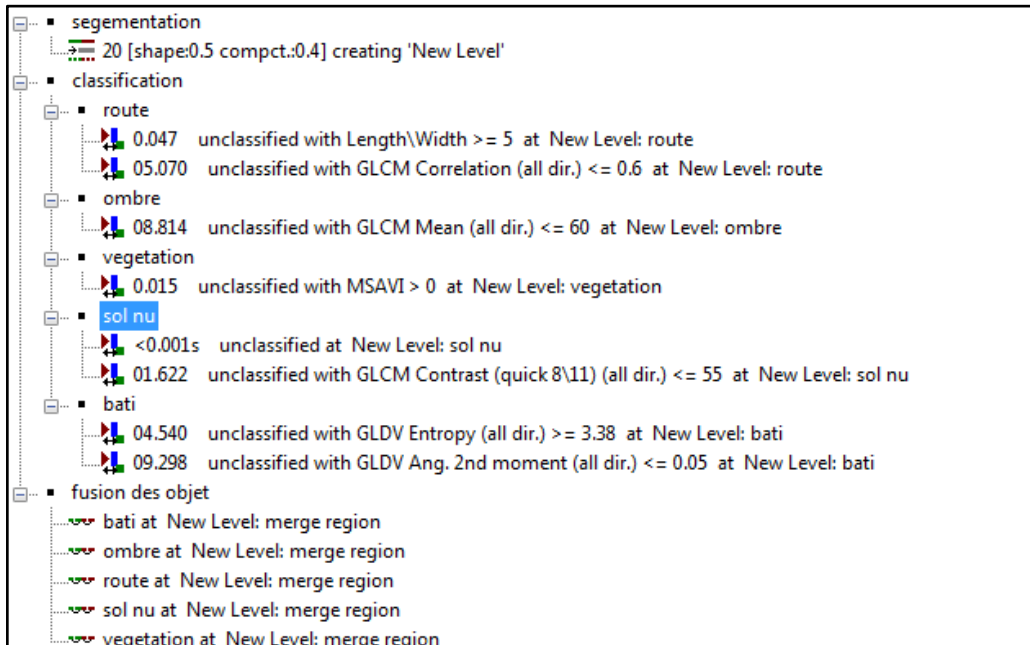 segementation
20 [shape:0.5 compct.:0.4] creating 'New Level'
classification
route
0.047 unclassified with Length\Width >= 5 at New Level: route
05.070 unclassified with GLCM Correlation (all dir.) <= 0.6 at New Level: route
ombre
08.814 unclassified with GLCM Mean (all dir.) <= 60 at New Level: ombre
vegetation
0.015 unclassified with MSAVI > 0 at New Level: vegetation
sol nu
<0.001s unclassified at New Level: sol nu
01.622 unclassified with GLCM Contrast (quick 8\11) (all dir.) <= 55 at New Level: sol nu
bati
04.540 unclassified with GLDV Entropy (all dir.) >= 3.38 at New Level: bati
09.298 unclassified with GLDV Ang. 2nd moment (all dir.) <= 0.05 at New Level: bati
fusion des objet
bati at New Level: merge region
ombre at New Level: merge region
route at New Level: merge region
sol nu at New Level: merge region
vegetation at New Level: merge region